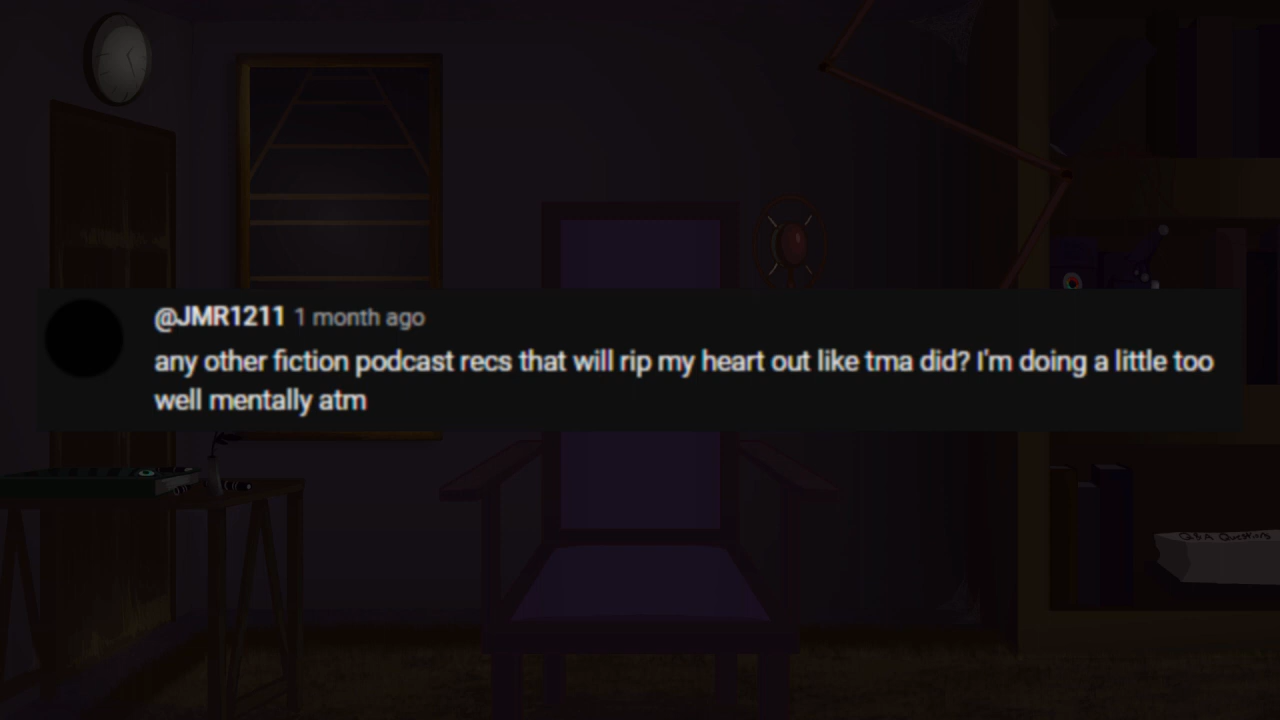 @JMR1211 1 month ago
any other fiction podcast recs that will rip my heart out like tma did? I'm doing a little too
well mentally atm
Q&A Questions